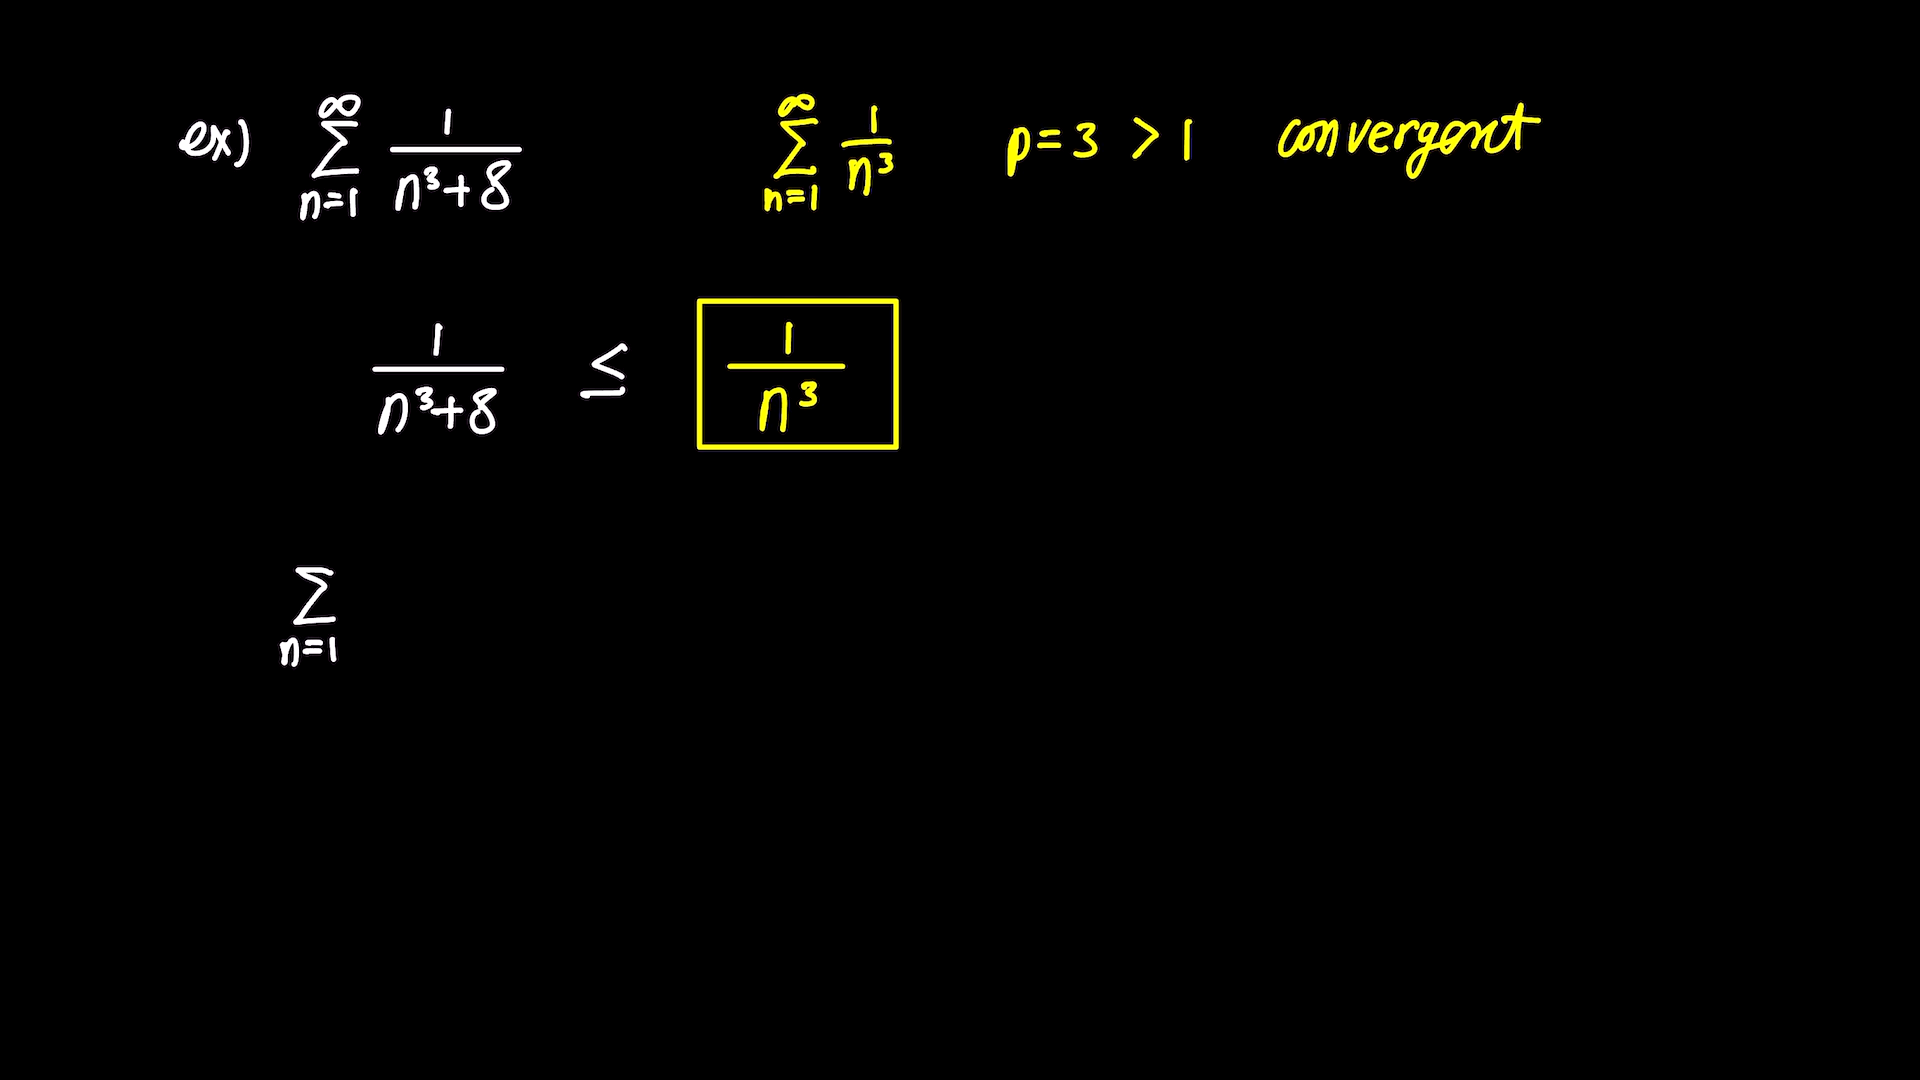 ex) ∞ ∑ n=1 1/(n³+8) ∞ ∑ n=1 1/n³ p=3 > 1 convergent
1/(n³+8) ≤ 1/n³
∑ n=1